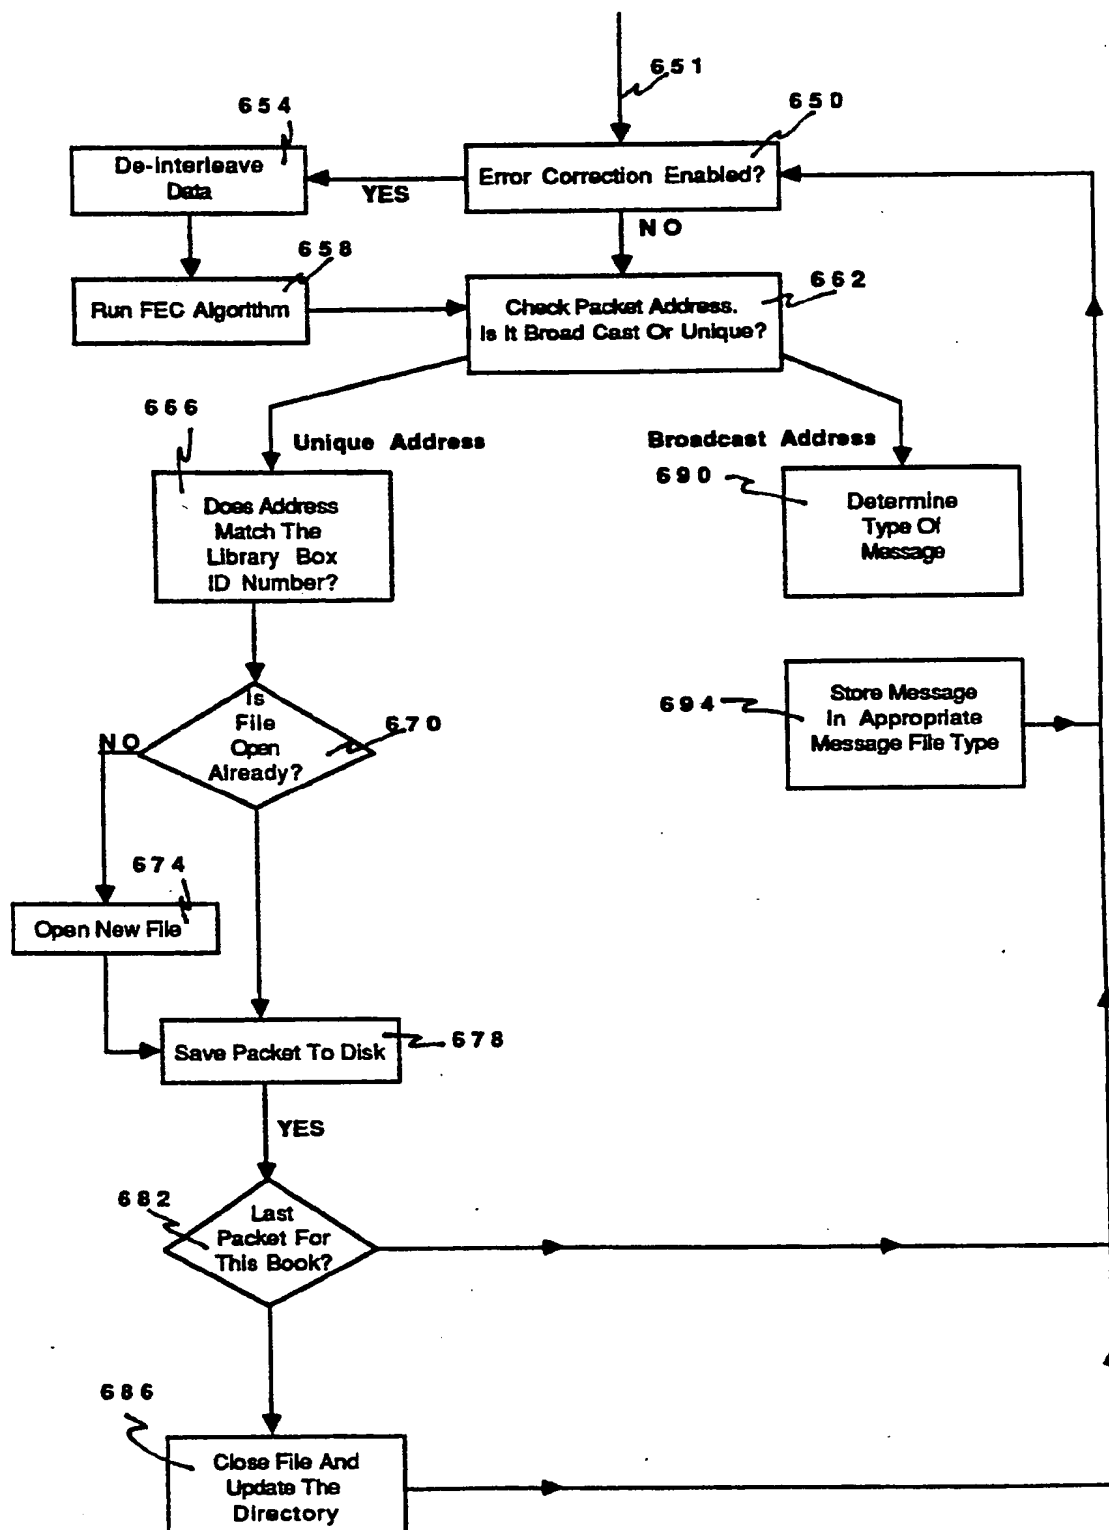 651
654
650
De-interleave
Data
YES
Error Correction Enabled?
NO
658
662
Run FEC Algorithm
Check Packet Address.
Is It Broad Cast Or Unique?
666
Unique Address
Broadcast Address
690
Does Address
Match The
Library Box
ID Number?
Determine
Type Of
Message
694
Store Message
In Appropriate
Message File Type
Is
File
Open
Already?
670
NO
674
Open New File
Save Packet To Disk
678
YES
682
Last
Packet For
This Book?
686
Close File And
Update The
Directory